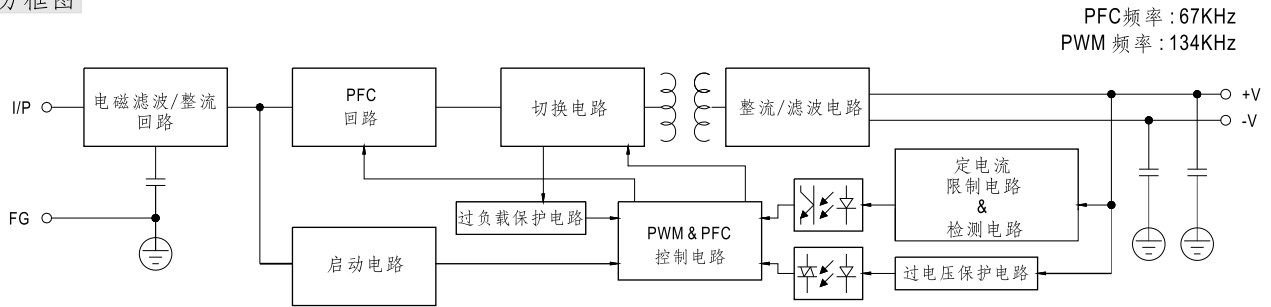 方框图
PFC频率 : 67KHz
PWM 频率 : 134KHz
I/P
电磁滤波/整流
回路
PFC
回路
切换电路
整流/滤波电路
+V
-V
定电流
限制电路
&
检测电路
FG
过负载保护电路
PWM & PFC
控制电路
启动电路
过电压保护电路